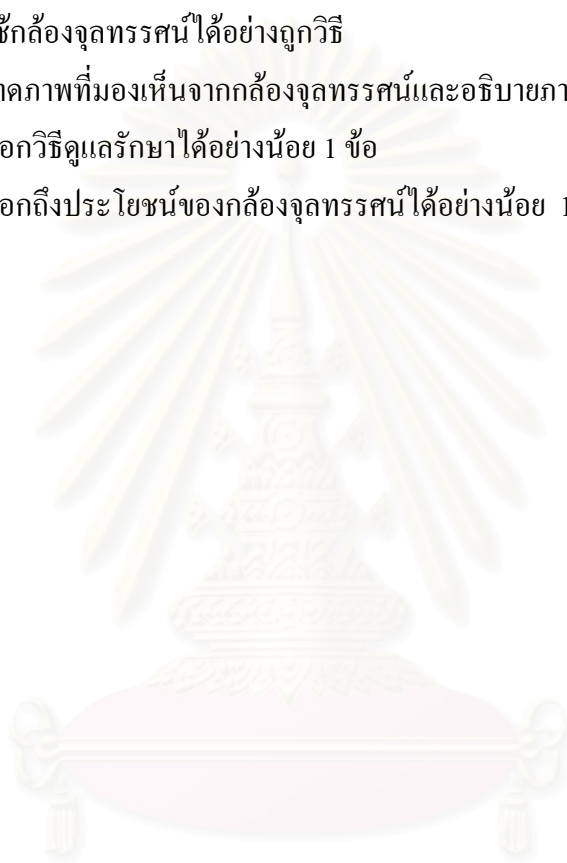 ช้กล้องจุลทรรศน์ได้อย่างถูกวิธี
าดภาพที่มองเห็นจากกล้องจุลทรรศน์และอธิบายภา
อกวิธีดูแลรักษาได้อย่างน้อย 1 ข้อ
อกถึงประโยชน์ของกล้องจุลทรรศน์ได้อย่างน้อย 1